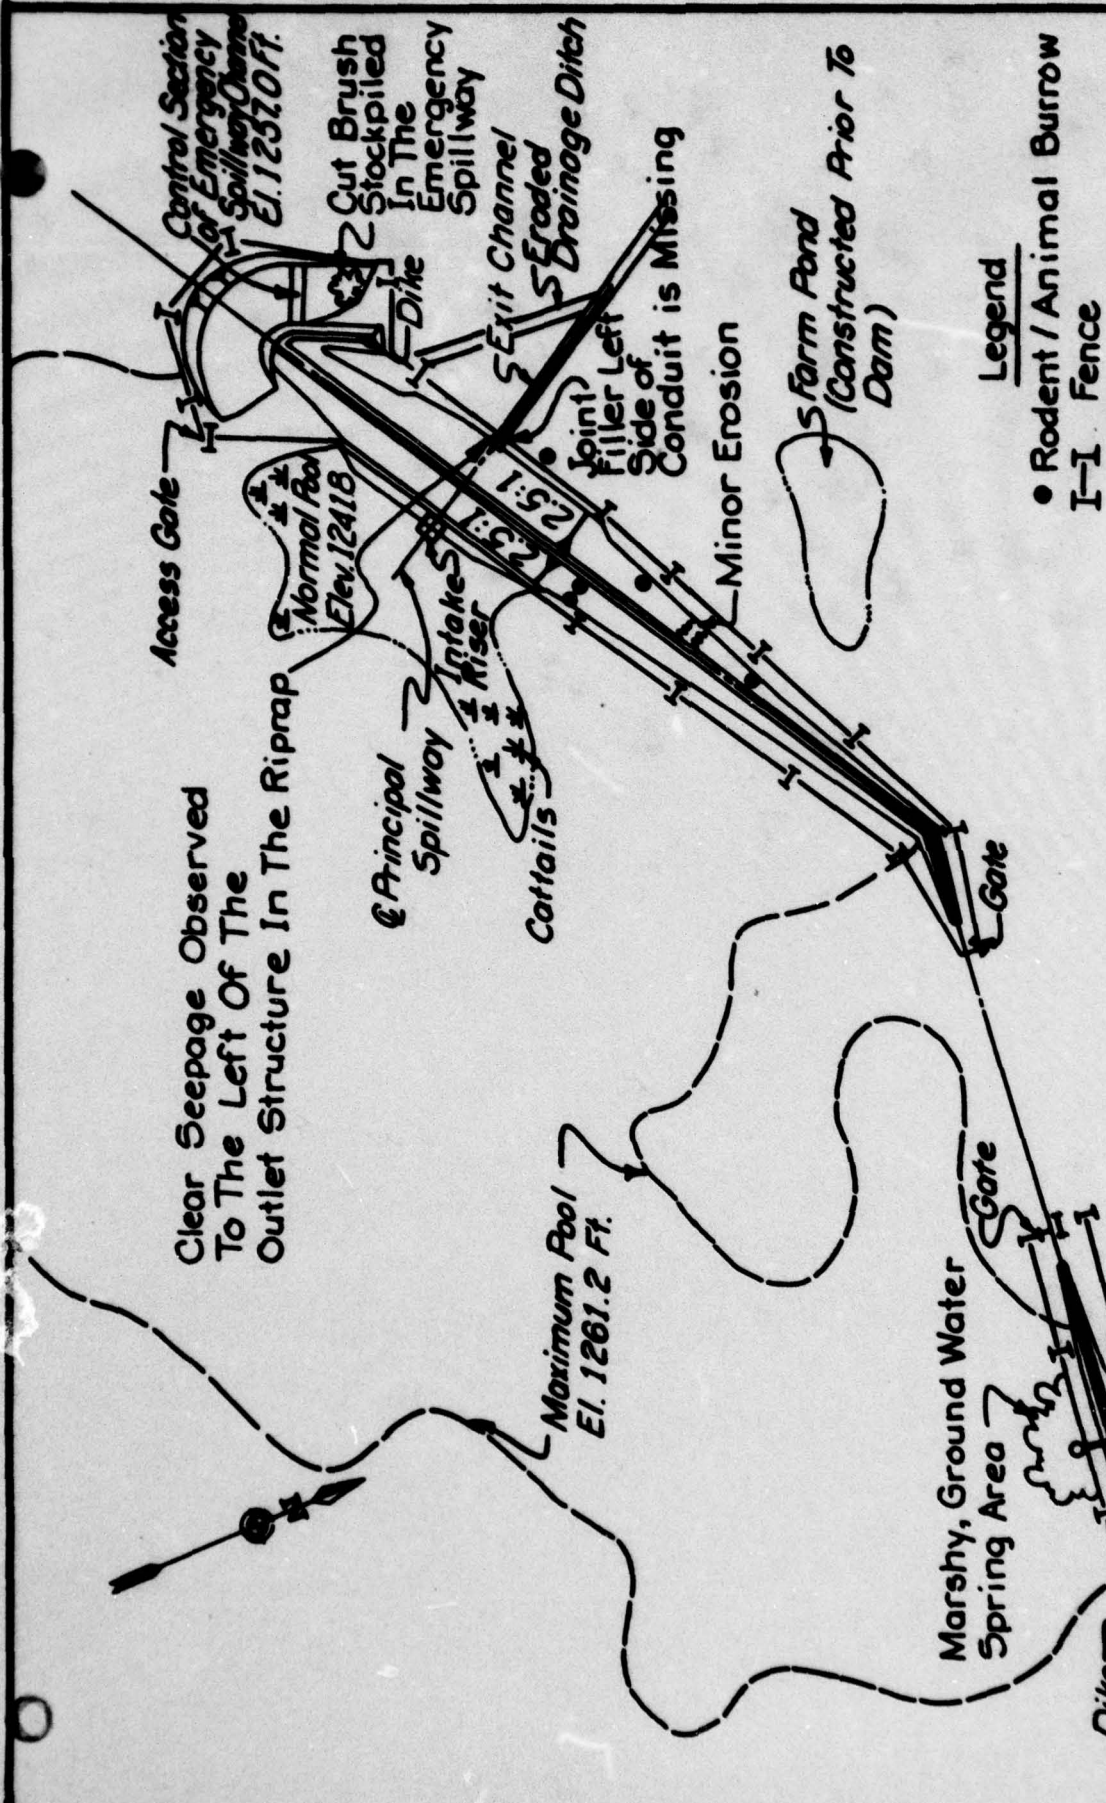 Control Section
of Emergency
Spillway Channel
El. 1257.0 Ft.
Cut Brush
Stockpiled
In The
Emergency
Spillway
Dike
Exit Channel
Eroded
Drainage Ditch
Joint
Filler Left
Side of
Conduit is Missing
Minor Erosion
Farm Pond
(Constructed Prior To
Dam)
Legend
Rodent / Animal Burrow
Fence
Access Gate
Normal Pool
Elev. 1241.8
2.5:1
Intake
Riser
℄ Principal
Spillway
Cattails
Clear Seepage Observed
To The Left Of The
Outlet Structure In The Riprap
Gate
Maximum Pool
El. 1261.2 Ft.
Gate
Marshy, Ground Water
Spring Area
N